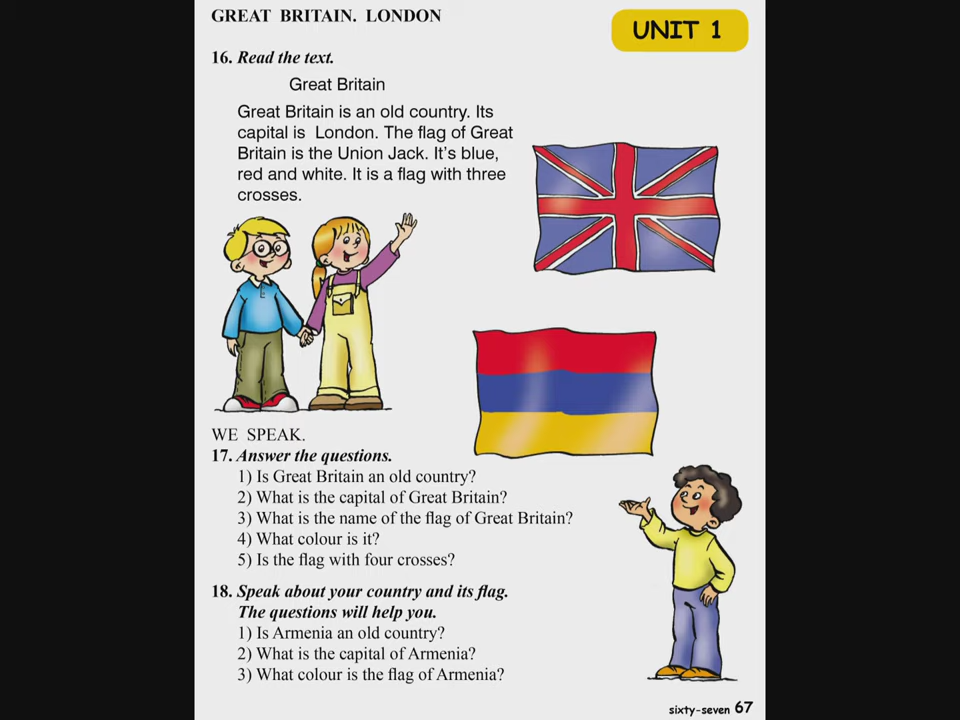 GREAT BRITAIN. LONDON
UNIT 1
16. Read the text.
Great Britain
Great Britain is an old country. Its
capital is London. The flag of Great
Britain is the Union Jack. It's blue,
red and white. It is a flag with three
crosses.
WE SPEAK.
17. Answer the questions.
1) Is Great Britain an old country?
2) What is the capital of Great Britain?
3) What is the name of the flag of Great Britain?
4) What colour is it?
5) Is the flag with four crosses?
18. Speak about your country and its flag.
The questions will help you.
1) Is Armenia an old country?
2) What is the capital of Armenia?
3) What colour is the flag of Armenia?
sixty-seven 67